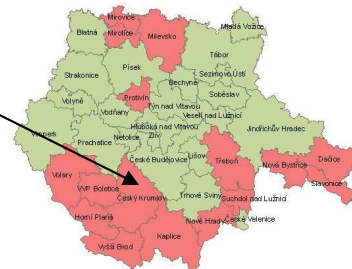 Mirovice
Mladá Vožice
Blatná
Mirotice
Milevsko
Tábor
Písek
Strakonice
Bechyně
Sezimovo Ústí
Protivín
Soběslav
Volyně
Týn nad Vltavou
Vodňany
Veselí nad Lužnicí
Hluboká nad Vltavou
Jindřichův Hradec
Vimperk
Netolice
Zliv
Prachatice
České Budějovice
Lišov
Třeboň
Dačice
Nová Bystřice
Volary
Slavonice
VVP Boletice
Český Krumlov
Trhové Sviny
Suchdol nad Lužnicí
Horní Planá
Nové Hrady
České Velenice
Kaplice
Vyšší Brod